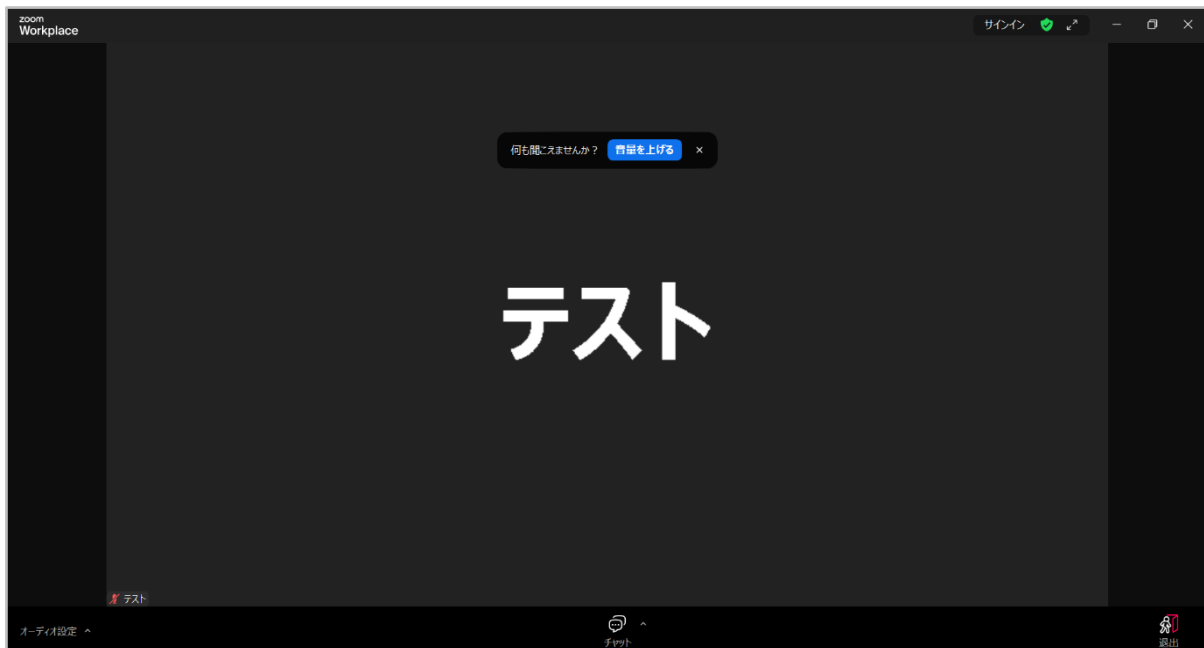 zoom
Workplace
サインイン
何も聞こえませんか？ 音量を上げる
テスト
テスト
オーディオ設定
チャット
退出